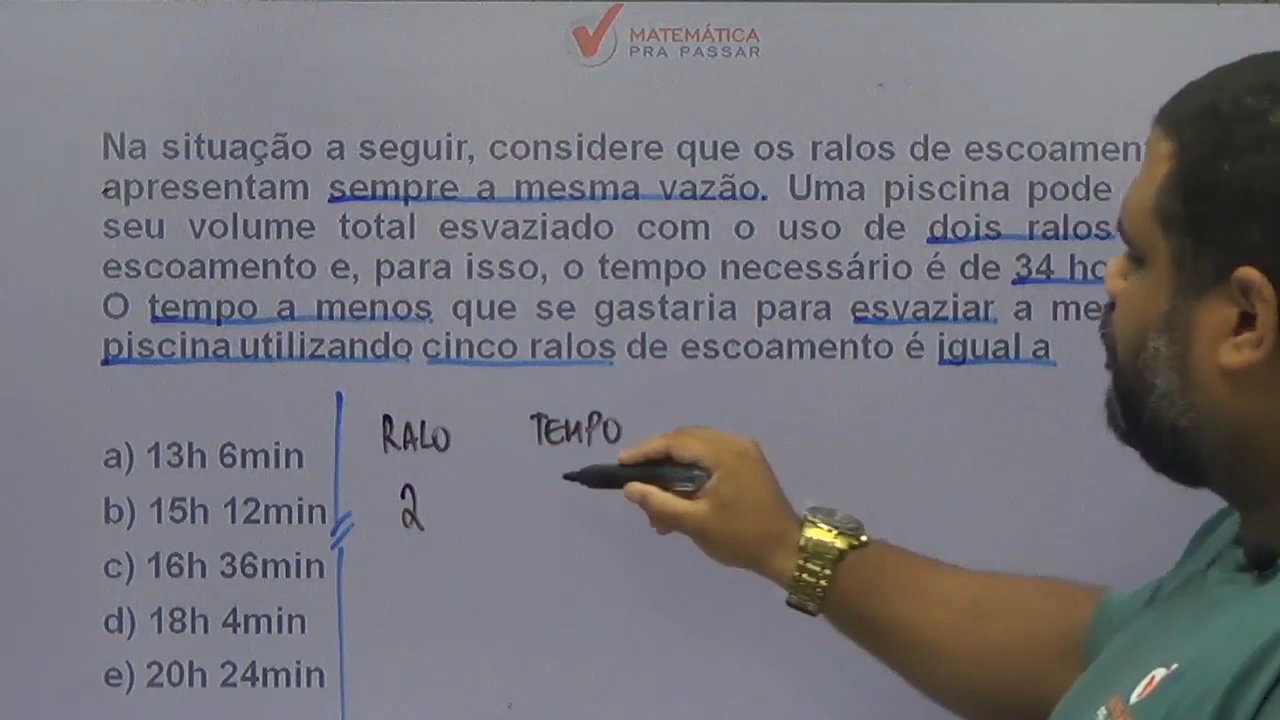 MATEMÁTICA
PRA PASSAR
Na situação a seguir, considere que os ralos de
apresentam sempre a mesma vazão. Uma piscina pode
seu volume total esvaziado com o uso de dois ralos
escoamento e, para isso, o tempo necessário é de 34
O tempo a menos que se gastaria para esvaziar a
piscina utilizando cinco ralos de escoamento é igual a
RALO TEMPO
a) 13h 6min
2
b) 15h 12min
c) 16h 36min
d) 18h 4min
e) 20h 24min